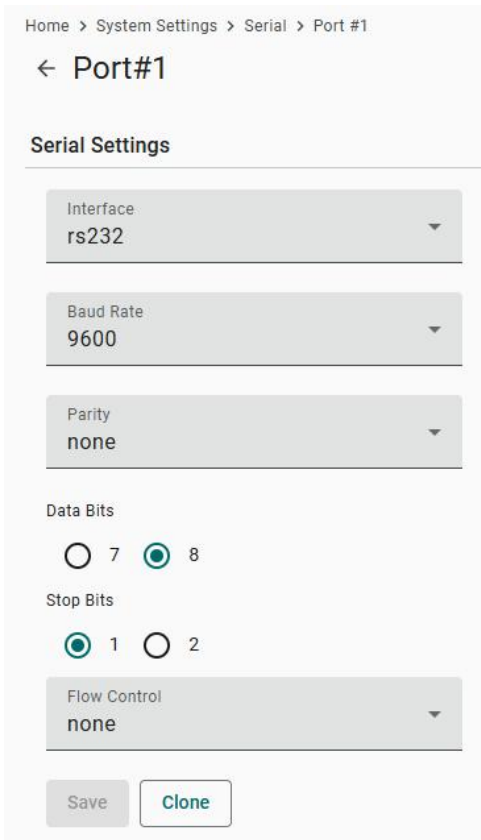 Home > System Settings > Serial > Port #1
← Port#1
Serial Settings
Interface
rs232
Baud Rate
9600
Parity
none
Data Bits
7 8
Stop Bits
1 2
Flow Control
none
Save Clone